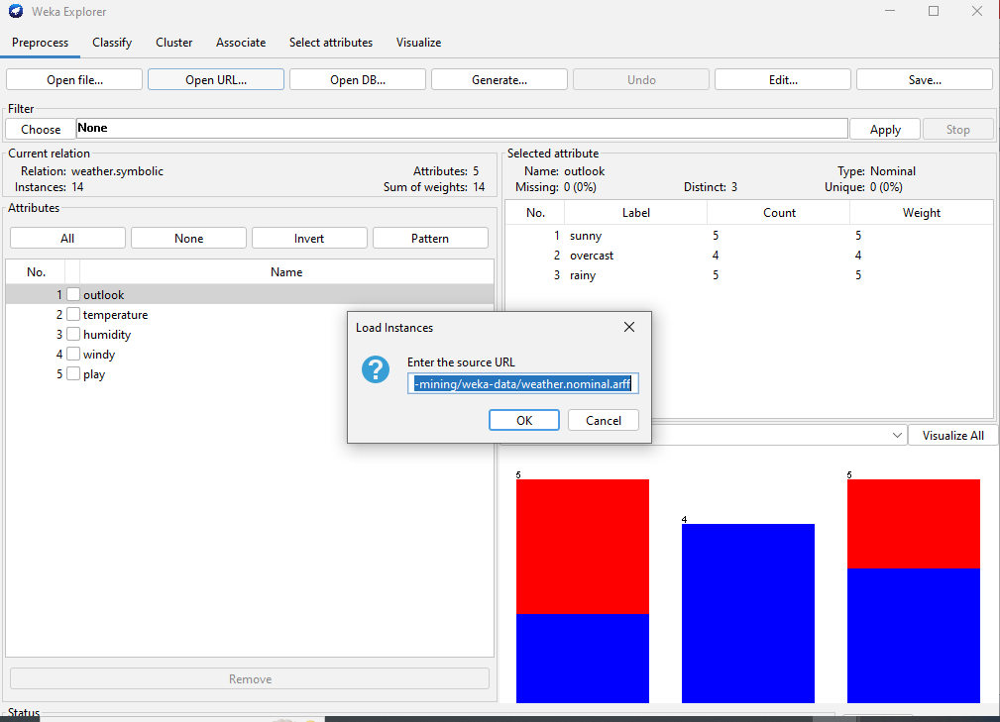 Weka Explorer
Preprocess Classify Cluster Associate Select attributes Visualize
Open file... Open URL... Open DB... Generate... Undo Edit... Save...
Filter
Choose None Apply Stop
Current relation
Relation: weather.symbolic Attributes: 5
Instances: 14 Sum of weights: 14
Selected attribute
Name: outlook Type: Nominal
Missing: 0 (0%) Distinct: 3 Unique: 0 (0%)
Attributes
All None Invert Pattern
No. Name
1 outlook
2 temperature
3 humidity
4 windy
5 play
No. Label Count Weight
1 sunny 5 5
2 overcast 4 4
3 rainy 5 5
Load Instances
Enter the source URL
-mining/weka-data/weather.nominal.arff
OK Cancel
Visualize All
5
4
5
Remove
Status